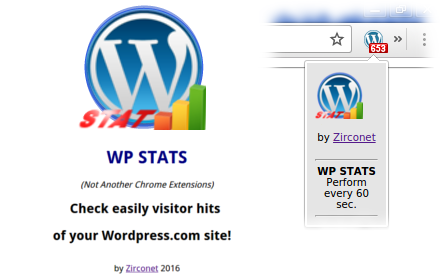 STAT
WP STATS
(Not Another Chrome Extensions)
Check easily visitor hits
of your Wordpress.com site!
by Zirconet 2016
653
STAT
by Zirconet
WP STATS
Perform
every 60
sec.